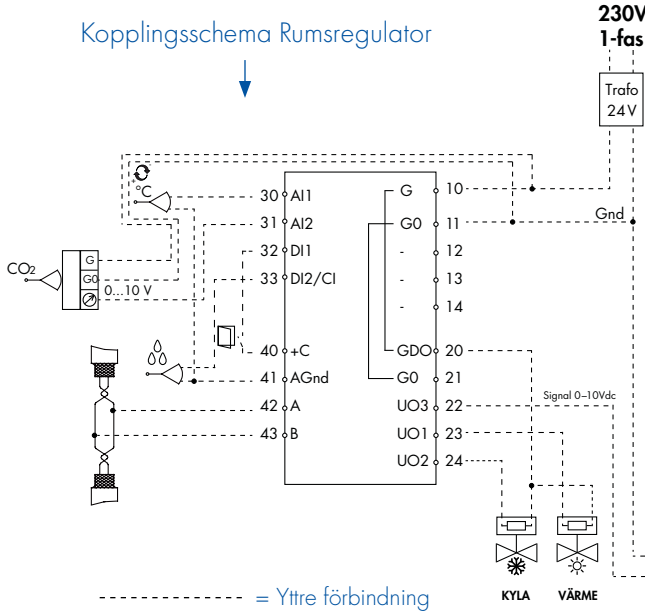 Kopplingsschema Rumsregulator
230V
1-fas
Trafo
24V
°C
30 AI1
31 AI2
32 DI1
33 DI2/CI
40 +C
41 AGnd
42 A
43 B
G 10
G0 11
- 12
- 13
- 14
GDO 20
G0 21
UO3 22
UO1 23
UO2 24
Gnd
CO2
G
G0
0...10 V
Signal 0–10Vdc
KYLA
VÄRME
= Yttre förbindning